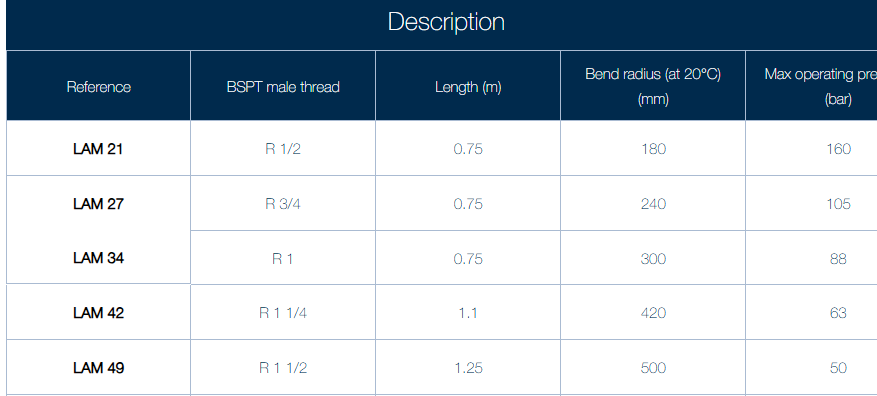 Description
Reference BSPT male thread Length (m) Bend radius (at 20°C) (mm) Max operating pre (bar)
LAM 21 R 1/2 0.75 180 160
LAM 27 R 3/4 0.75 240 105
LAM 34 R 1 0.75 300 88
LAM 42 R 1 1/4 1.1 420 63
LAM 49 R 1 1/2 1.25 500 50